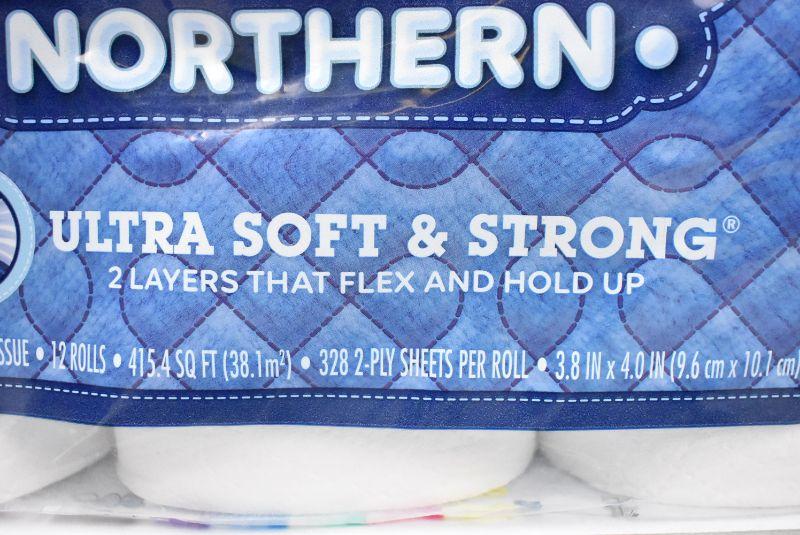 NORTHERN
ULTRA SOFT & STRONG®
2 LAYERS THAT FLEX AND HOLD UP
SSUE • 12 ROLLS • 415.4 SQ FT (38.1m²) • 328 2-PLY SHEETS PER ROLL • 3.8 IN x 4.0 IN (9.6 cm x 10.1 cm)